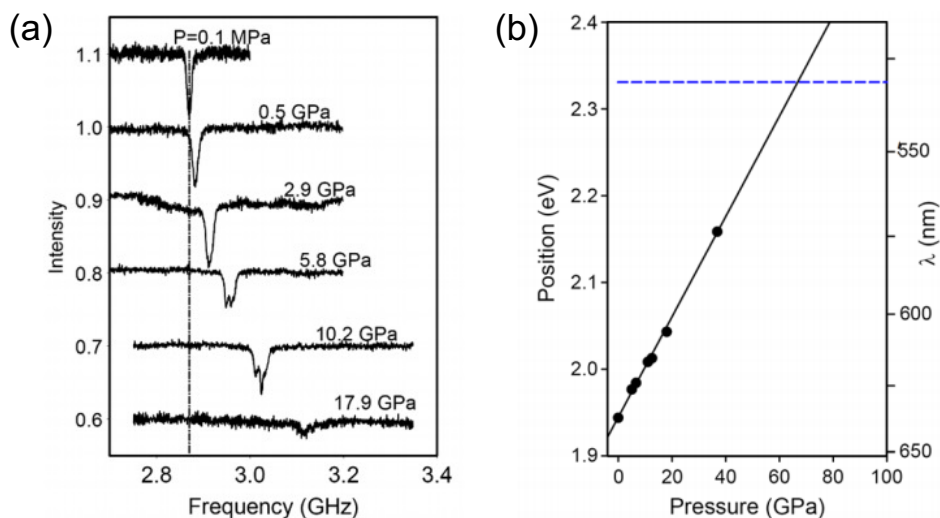 (a)
P=0.1 MPa
0.5 GPa
2.9 GPa
5.8 GPa
10.2 GPa
17.9 GPa
1.1
1.0
0.9
0.8
0.7
0.6
Intensity
2.8 3.0 3.2 3.4
Frequency (GHz)
(b)
2.4
2.3
2.2
2.1
2.0
1.9
Position (eV)
550
600
650
λ (nm)
0 20 40 60 80 100
Pressure (GPa)